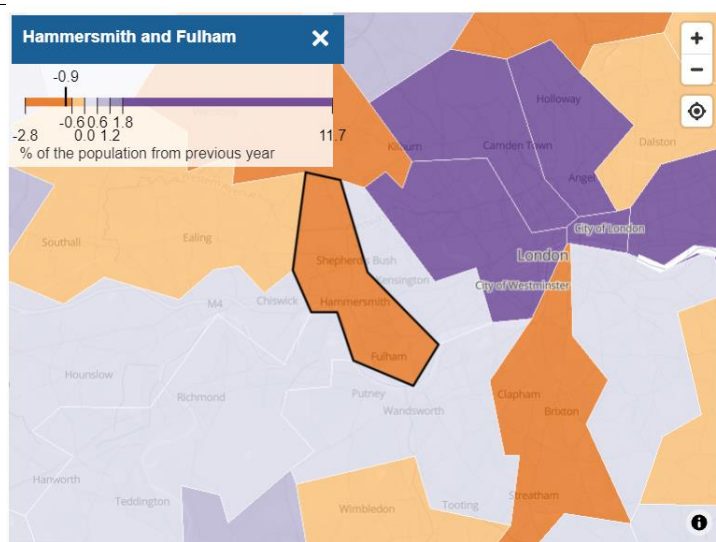 Hammersmith and Fulham
-0.9
-0.6 0.0 0.6 1.2 1.8
-2.8 11.7
% of the population from previous year
Holloway
Kilburn
Camden Town
Dalston
Angel
Southall
Ealing
City of London
Shepherd's Bush
London
Kensington
City of Westminster
M4
Chiswick
Hammersmith
Fulham
Hounslow
Richmond
Putney
Wandsworth
Clapham
Brixton
Hanworth
Teddington
Wimbledon
Tooting
Streatham